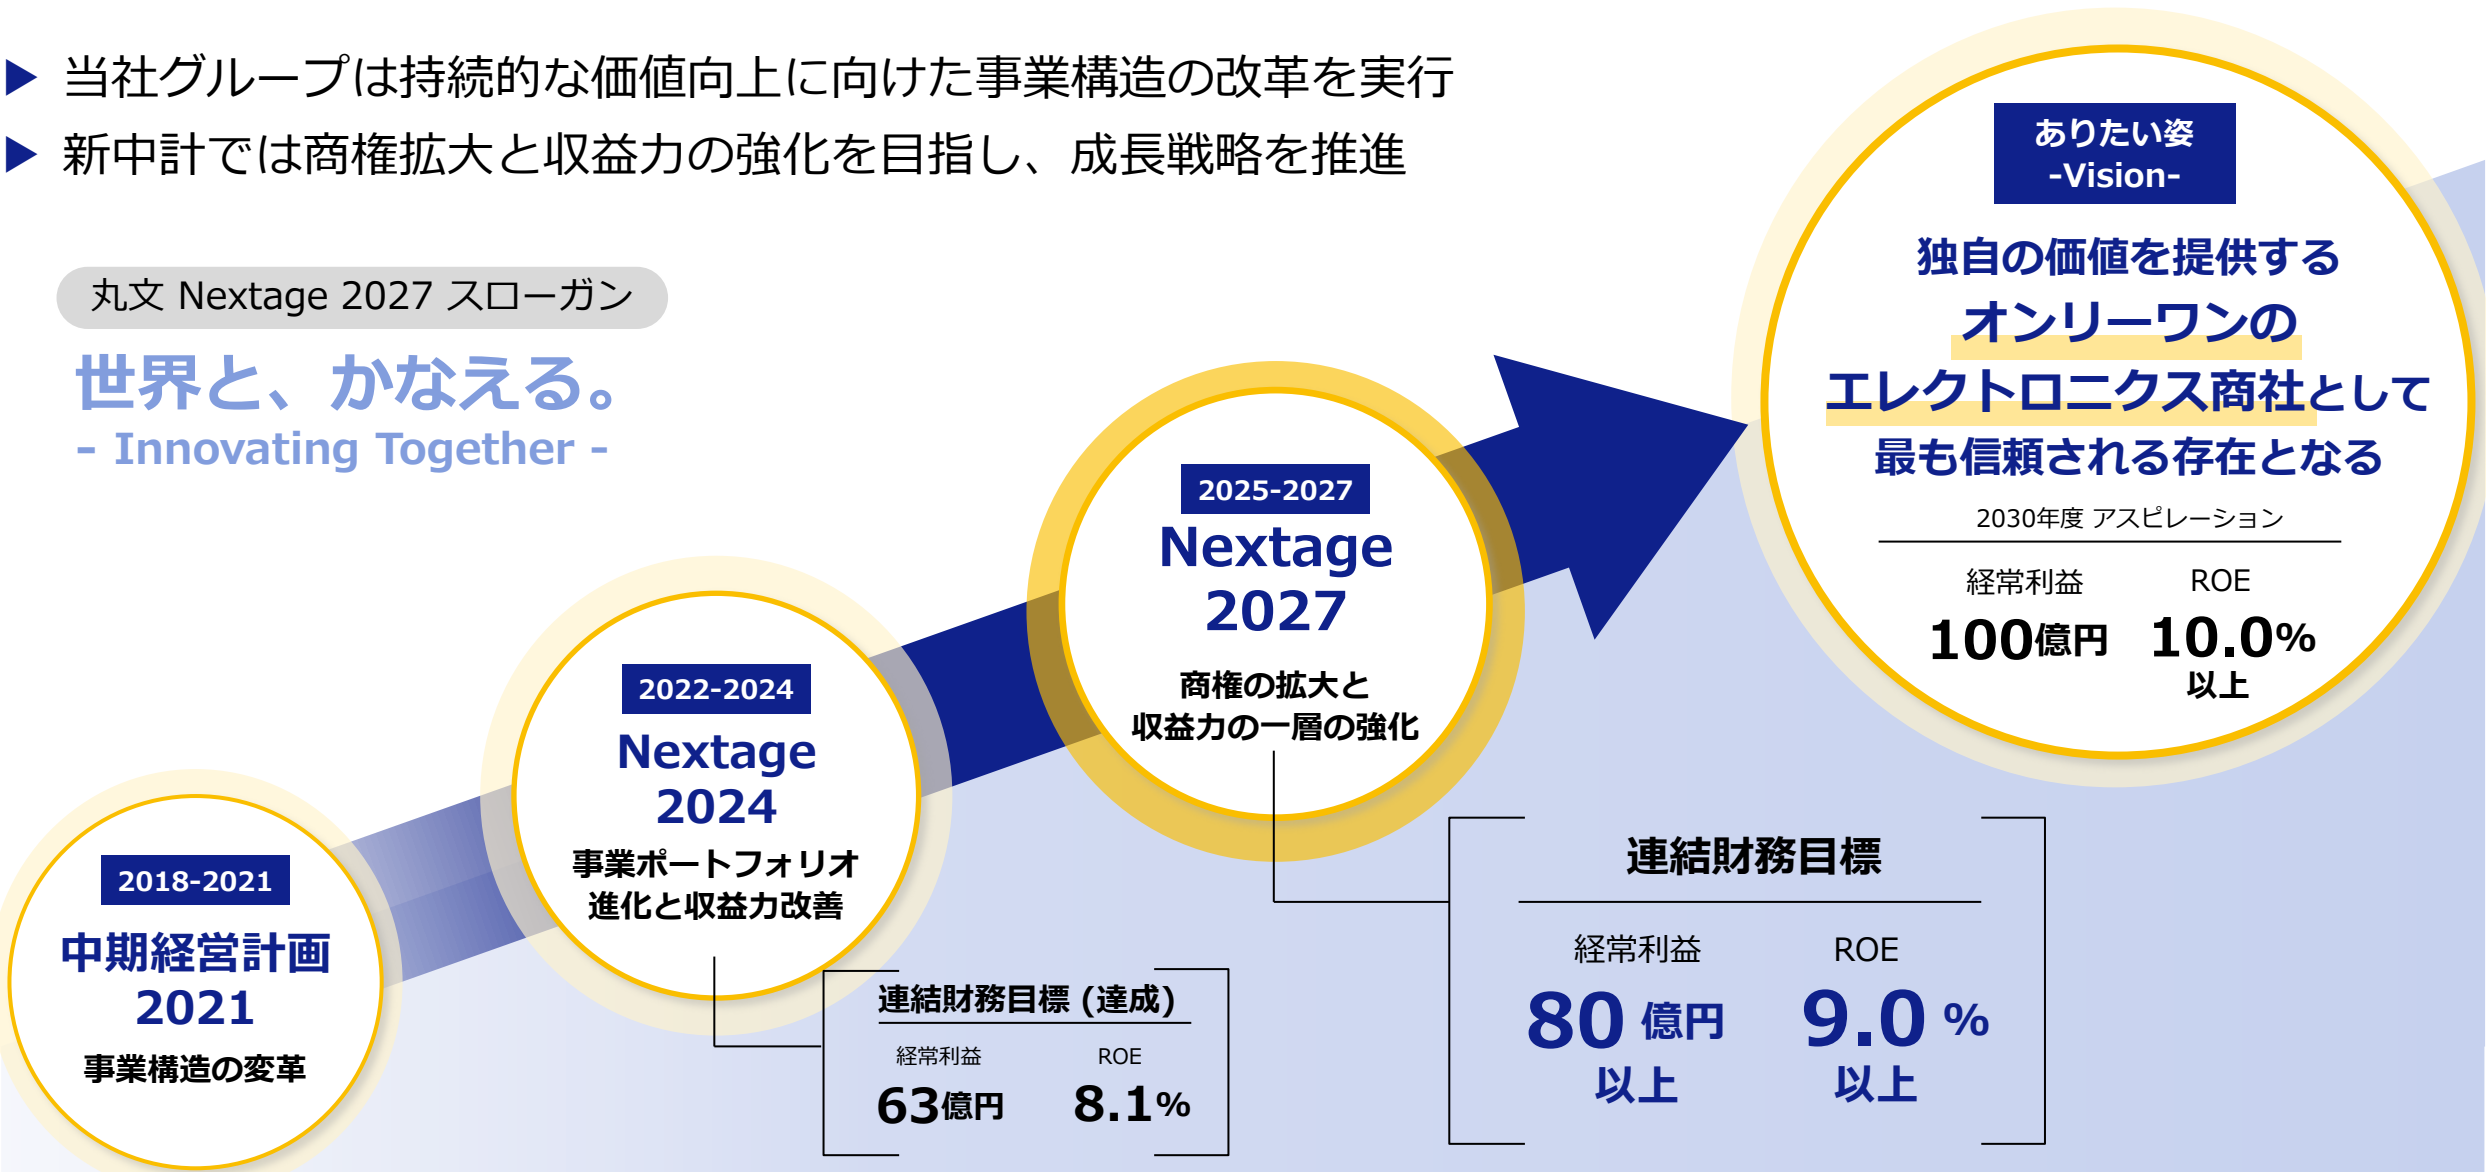 当社グループは持続的な価値向上に向けた事業構造の改革を実行
新中計では商権拡大と収益力の強化を目指し、成長戦略を推進
丸文 Nextage 2027 スローガン
世界と、かなえる。
- Innovating Together -
2018-2021
中期経営計画
2021
事業構造の変革
2022-2024
Nextage
2024
事業ポートフォリオ
進化と収益力改善
連結財務目標 (達成)
経常利益 ROE
63億円 8.1%
2025-2027
Nextage
2027
商権の拡大と
収益力の一層の強化
連結財務目標
経常利益 ROE
80 億円 9.0 %
以上 以上
ありたい姿
-Vision-
独自の価値を提供する
オンリーワンの
エレクトロニクス商社として
最も信頼される存在となる
2030年度 アスピレーション
経常利益 ROE
100億円 10.0%
以上